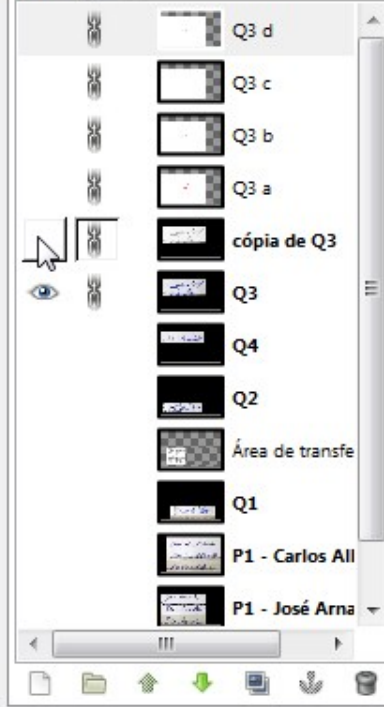 Q3 d
Q3 c
Q3 b
Q3 a
cópia de Q3
Q3
Q4
Q2
Área de transfe
Q1
P1 - Carlos All
P1 - José Arna